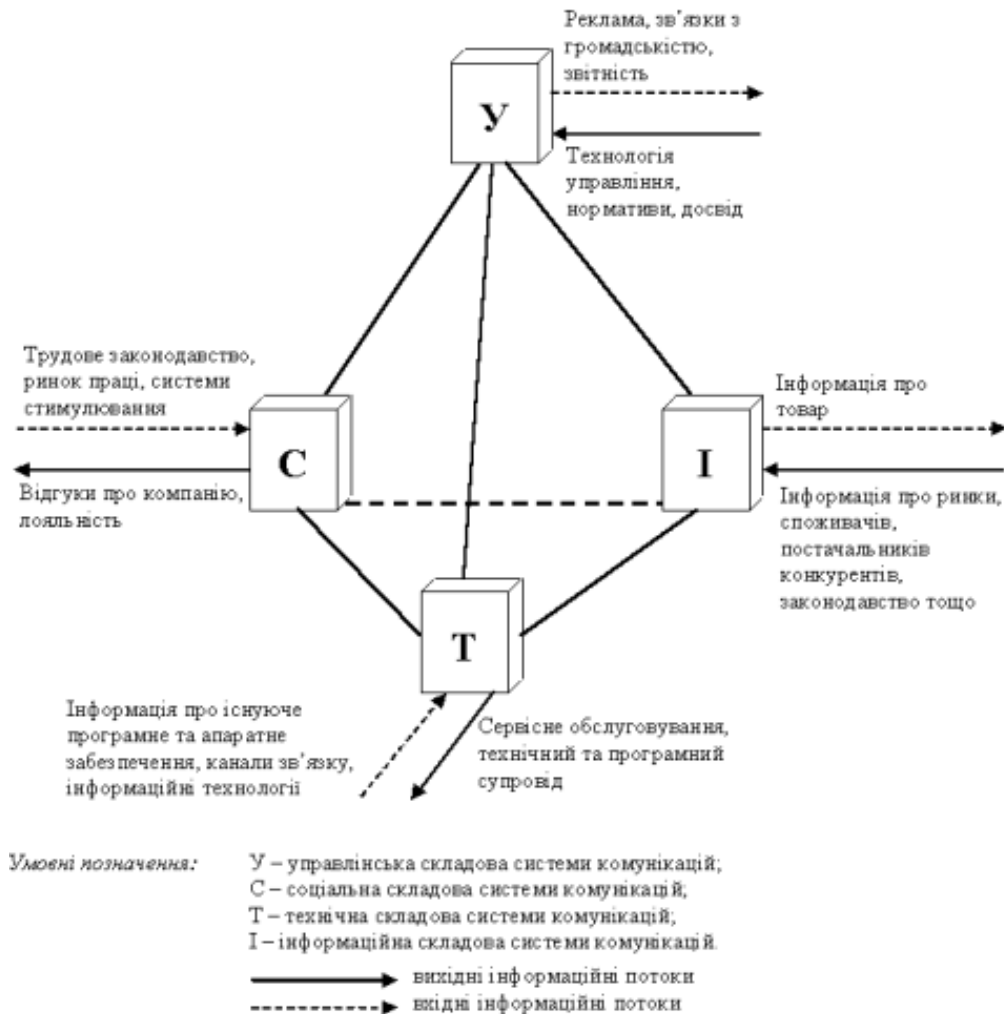 Реклама, зв’язки з
громадськістю,
звітність
У
Технологія
управління,
нормативи, досвід
Трудове законодавство,
ринок праці, системи
стимулювання
Інформація про
товар
С
І
Відгуки про компанію,
лояльність
Інформація про ринки,
споживачів,
постачальників
конкурентів,
законодавство тощо
Т
Інформація про існуюче
програмне та апаратне
забезпечення, канали зв’язку,
інформаційні технології
Сервісне обслуговування,
технічний та програмний
супровід
Умовні позначення:
У – управлінська складова системи комунікацій;
С – соціальна складова системи комунікацій;
Т – технічна складова системи комунікацій;
І – інформаційна складова системи комунікацій.
вихідні інформаційні потоки
вхідні інформаційні потоки